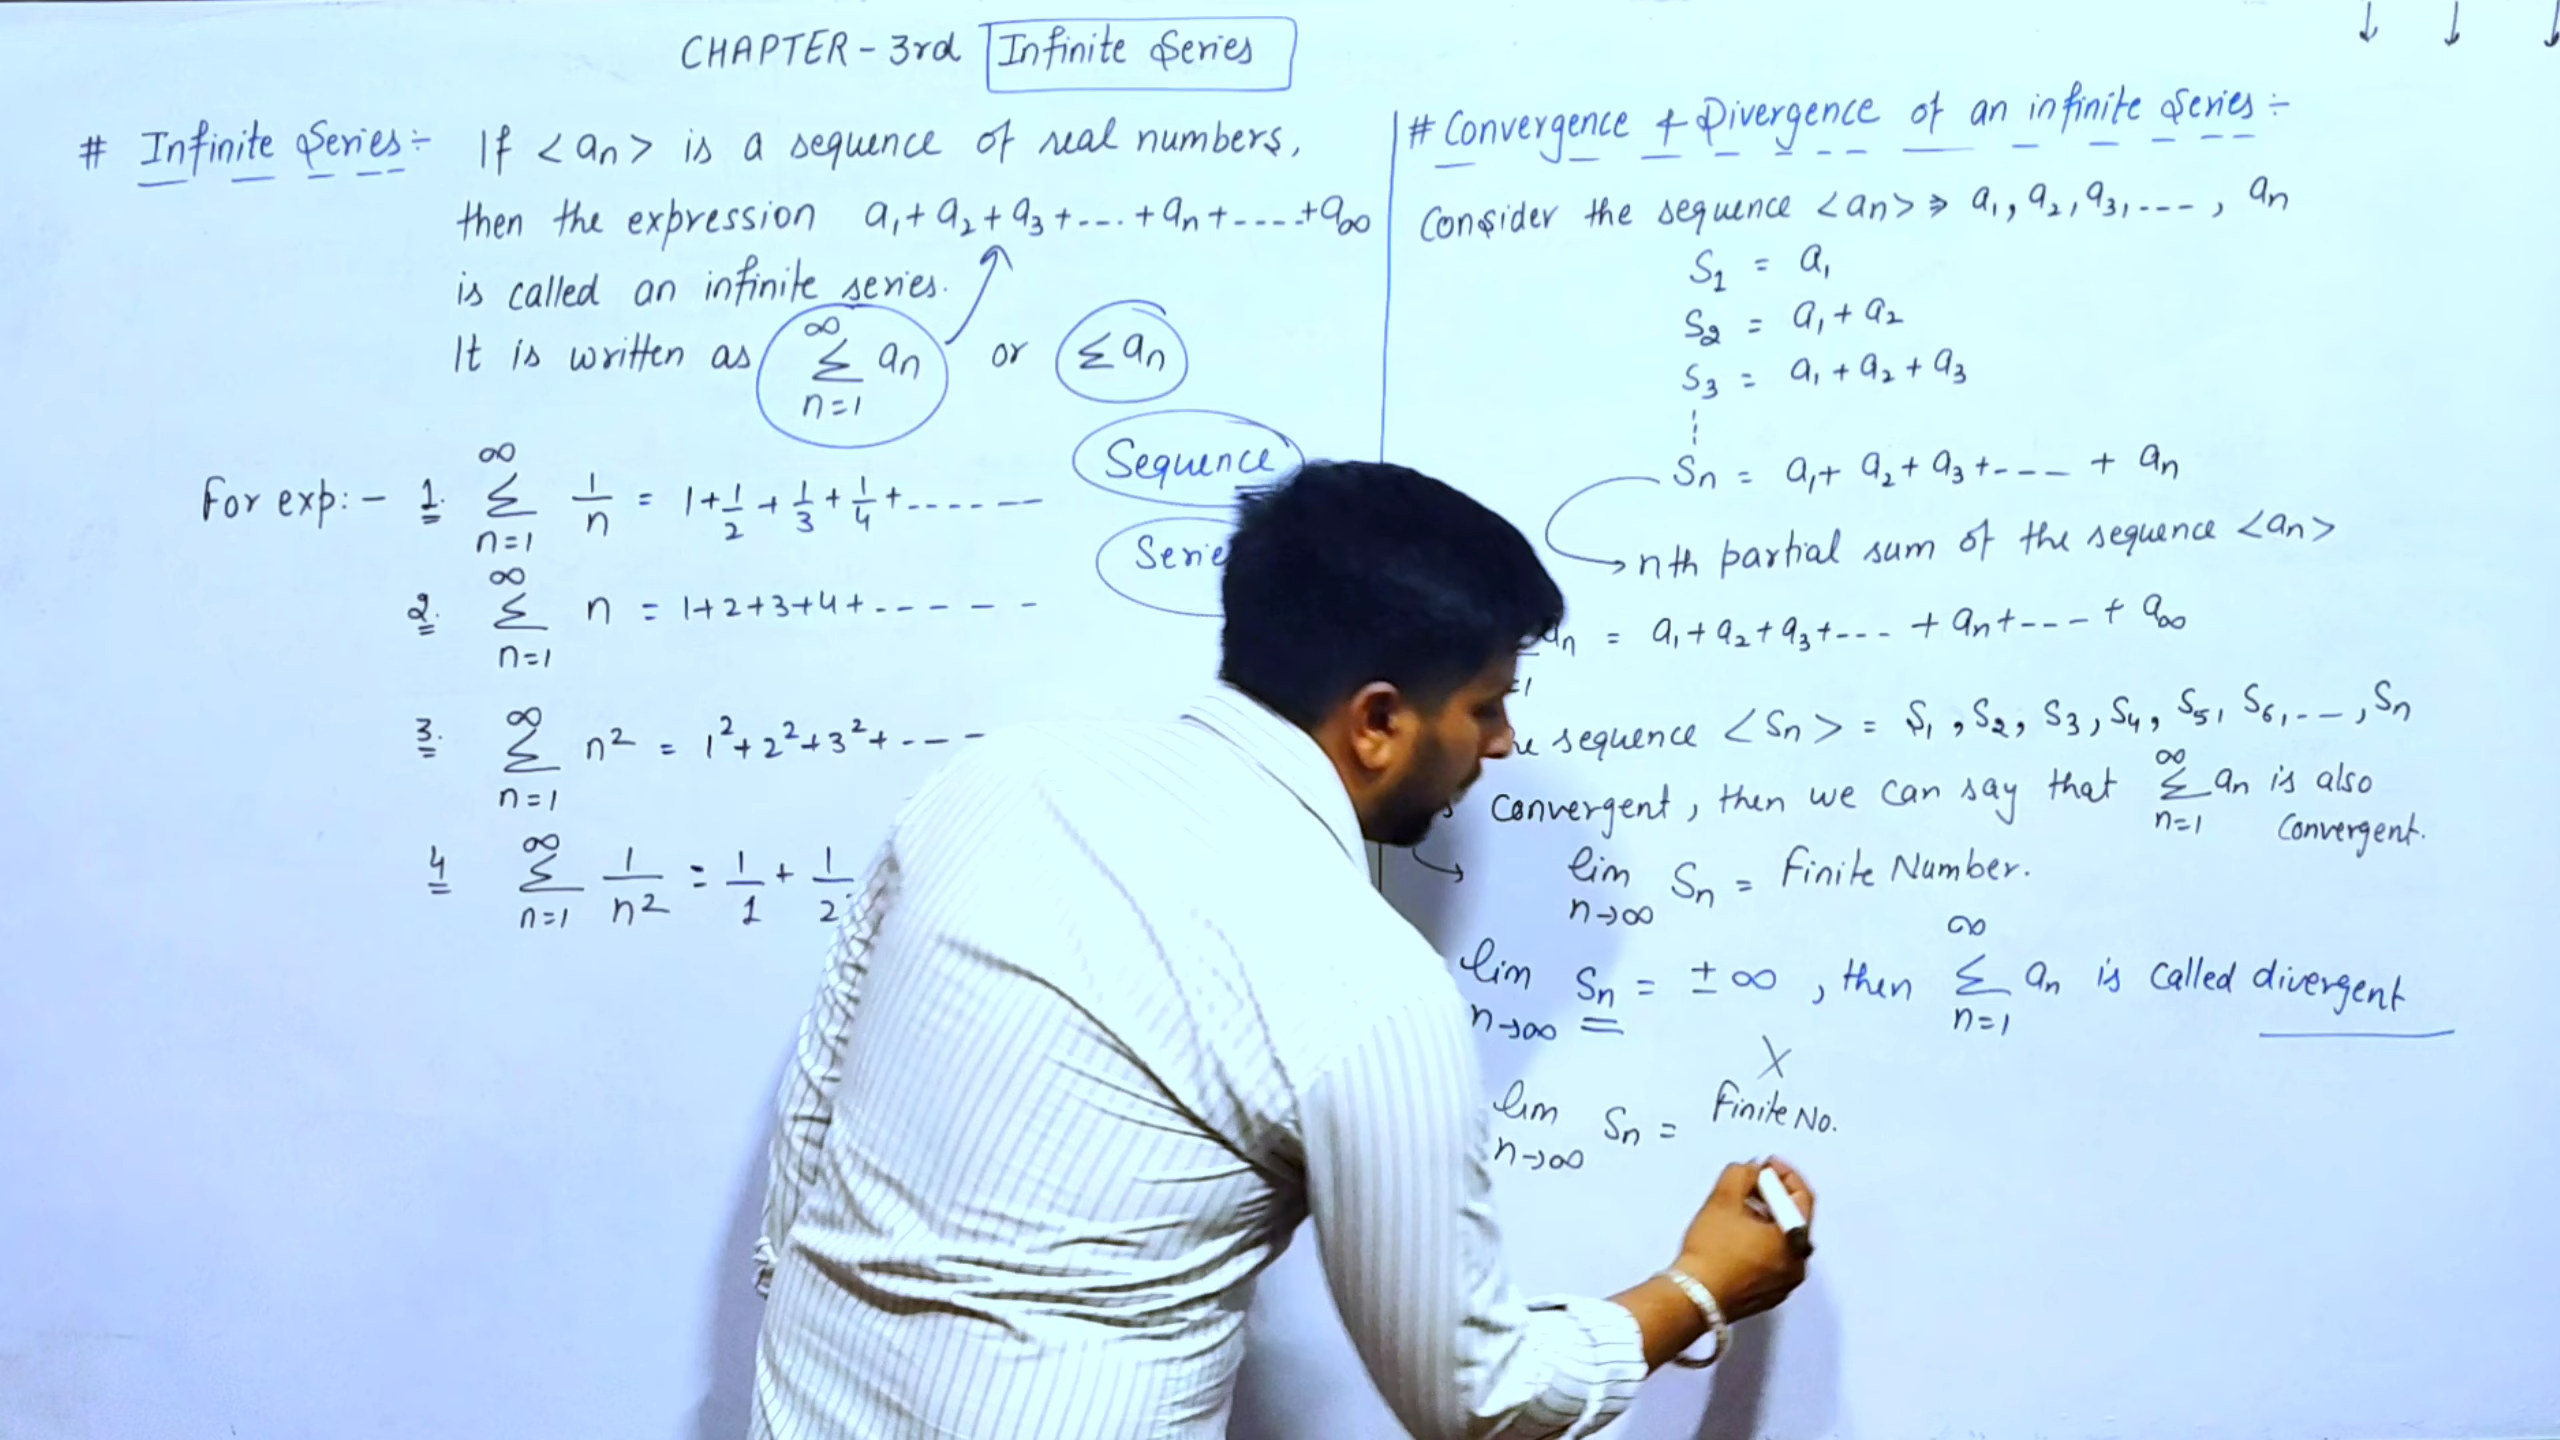 CHAPTER - 3rd Infinite Series
# Infinite Series:- If <an> is a sequence of real numbers,
then the expression a₁ + a₂ + a₃ + --- + an + ---- + a∞
is called an infinite series.
It is written as ∞ Σ n=1 an or Σan
Sequence
For exp:- 1. ∞ Σ n=1 1/n = 1 + 1/2 + 1/3 + 1/4 + ------
2. ∞ Σ n=1 n = 1+2+3+4+ -----
3. ∞ Σ n=1 n² = 1² + 2² + 3² + ---
4 ∞ Σ n=1 1/n² = 1/1 + 1/2
# Convergence & Divergence of an infinite Series:-
Consider the sequence <an> ⇒ a₁, a₂, a₃, ---, an
S₁ = a₁
S₂ = a₁ + a₂
S₃ = a₁ + a₂ + a₃
Sn = a₁ + a₂ + a₃ + --- + an
→ nth partial sum of the sequence <an>
an = a₁ + a₂ + a₃ + --- + an + --- + a∞
=1
sequence <Sn> = S₁, S₂, S₃, S₄, S₅, S₆, --, Sn
Convergent, then we can say that ∞ Σ n=1 an is also
Convergent.
→ lim n→∞ Sn = Finite Number.
lim n→∞ Sn = ±∞, then ∞ Σ n=1 an is called divergent
X
lim n→∞ Sn = Finite No.